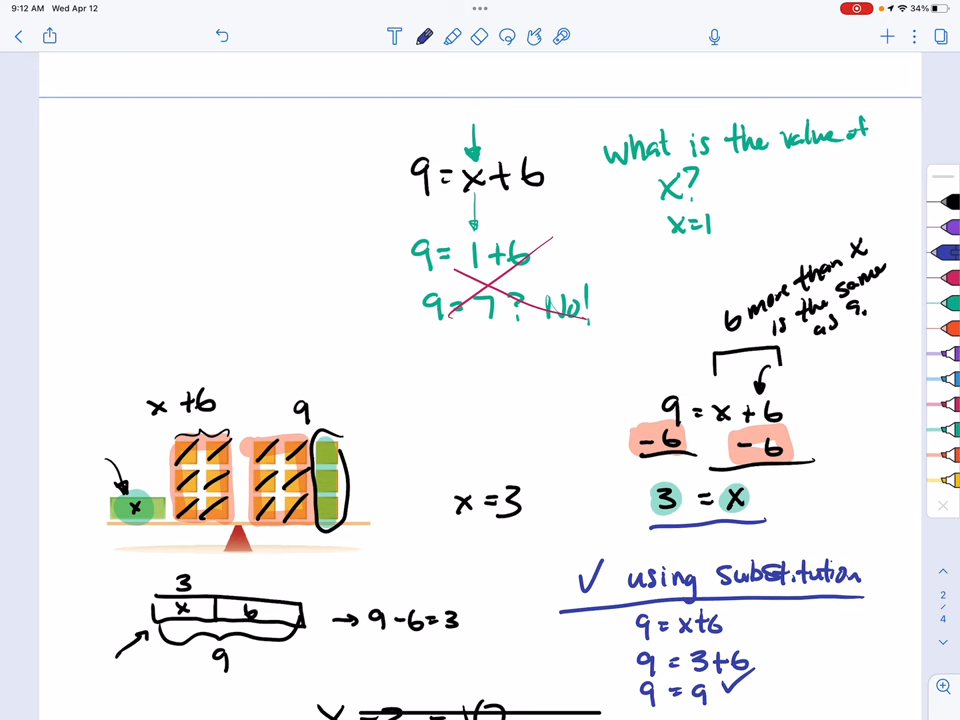 9:12 AM Wed Apr 12
34%
T
What is the value of
x?
x=1
9=x+6
9= 1+6
9=7? No!
6 more than x
is the same
as 9.
9=x+6
-6 -6
3 = x
x +6 9
x
x=3
3
x 6
9
→ 9-6=3
✓ using substitution
9=x+6
9=3+6
9=9 ✓
2
/
4